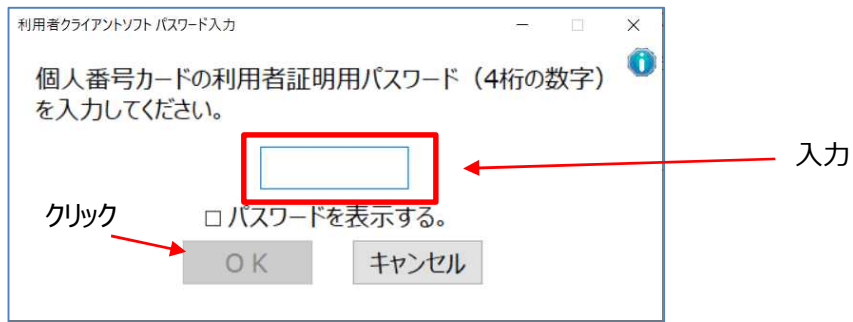 利用者クライアントソフト パスワード入力
個人番号カードの利用者証明用パスワード（4桁の数字）
を入力してください。
入力
クリック
パスワードを表示する。
ＯＫ
キャンセル